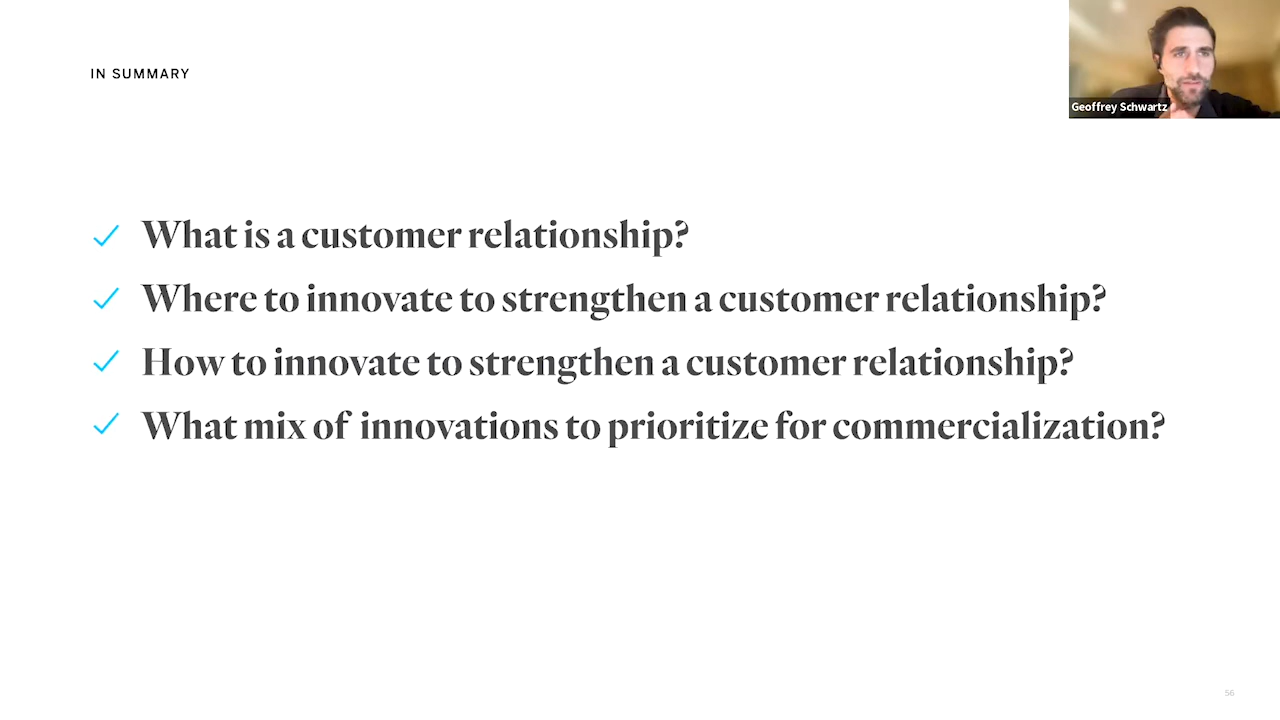 IN SUMMARY
Geoffrey Schwartz
What is a customer relationship?
Where to innovate to strengthen a customer relationship?
How to innovate to strengthen a customer relationship?
What mix of innovations to prioritize for commercialization?
56